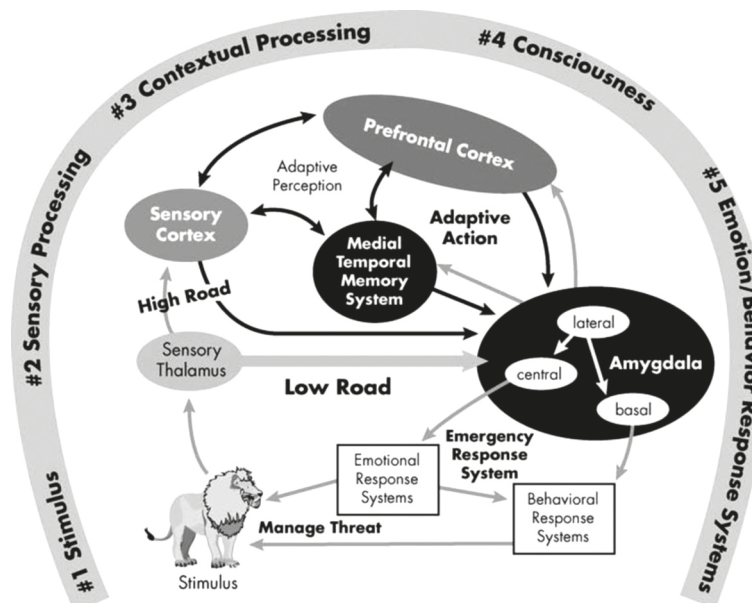 #1 Stimulus
#2 Sensory Processing
#3 Contextual Processing
#4 Consciousness
#5 Emotion/Behavior Response Systems
Prefrontal Cortex
Adaptive
Perception
Sensory
Cortex
Medial
Temporal
Memory
System
Adaptive
Action
High Road
Sensory
Thalamus
Low Road
lateral
central
Amygdala
basal
Emergency
Response
System
Emotional
Response
Systems
Behavioral
Response
Systems
Manage Threat
Stimulus